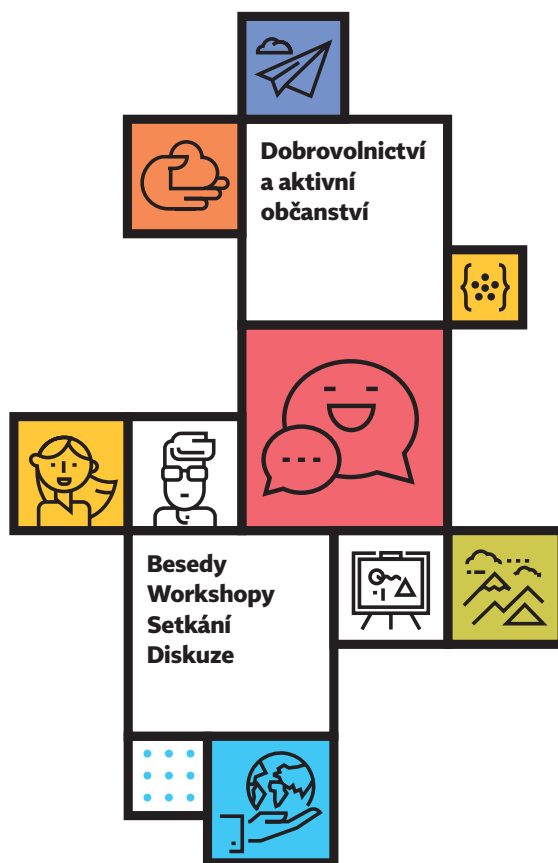 Dobrovolnictví
a aktivní
občanství
Besedy
Workshopy
Setkání
Diskuze